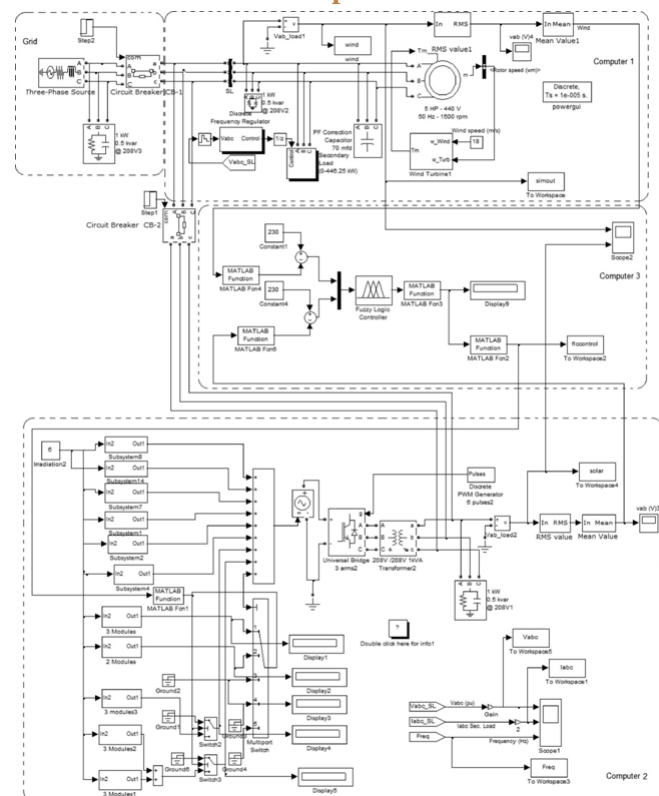 Grid
Step2
com
Three-Phase Source
Circuit Breaker CB-1
1 kW
0.5 kvar
@ 208V3
SL
Vab_load1
wind
wind
In RMS
RMS value1
In Mean
Mean Value1
Wind
vab (V)4
Computer 1
Discrete,
Ts = 1e-005 s.
powergui
Tm
m
<Rotor speed (wm)>
5 HP - 440 V
50 Hz - 1500 rpm
1 kW
0.5 kvar
@ 208V2
Discrete
Frequency Regulator
Vabc Control
1/z
Control
Vabc_SL
PF Correction
Capacitor
70 mfd
Secondary
Load
(0-446.25 kW)
Wind speed (m/s)
18
w_Wind
w_Turb
Tm
Wind Turbine1
simout
To Workspace
Step1
com
Circuit Breaker CB-2
Scope2
Computer 3
230
Constant1
MATLAB
Function
MATLAB Fcn4
230
Constant4
MATLAB
Function
Fuzzy Logic
Controller
MATLAB
Function
MATLAB Fcn3
Display9
MATLAB
Function
MATLAB Fcn2
Rocontrol
To Workspace2
6
Irradiation2
In2 Out1
In2 Out1
Subsystem14
In2 Out1
Subsystem7
In2 Out1
Subsystem1
In2 Out1
Subsystem2
In2 Out1
Subsystem4
MATLAB
Function
MATLAB Fcn1
In2 Out1
3 Modules
In2 Out1
2 Modules
In2 Out1
3 modules3
In2 Out1
3 Modules2
In2 Out1
3 Modules1
Ground2
Ground1
Switch2
Switch3
Ground4
Multiport
Switch
Display1
Display2
Display3
Display4
Display5
Universal Bridge
3 arms2
208V /208V 1kVA
Transformer2
Pulses
Discrete
PWM Generator
6 pulses2
Vab_load2
solar
To Workspace4
In RMS
RMS value
In Mean
Mean Value
1 kW
0.5 kvar
@ 208V1
?
Double click here for info1
Vabc
To Workspace5
Iabc
To Workspace1
Vabc_SL
Vabc (pu)
Gain
Iabc_SL
Iabc Sec. Load
2
Freq
Frequency (Hz)
Scope1
Freq
To Workspace3
Computer 2